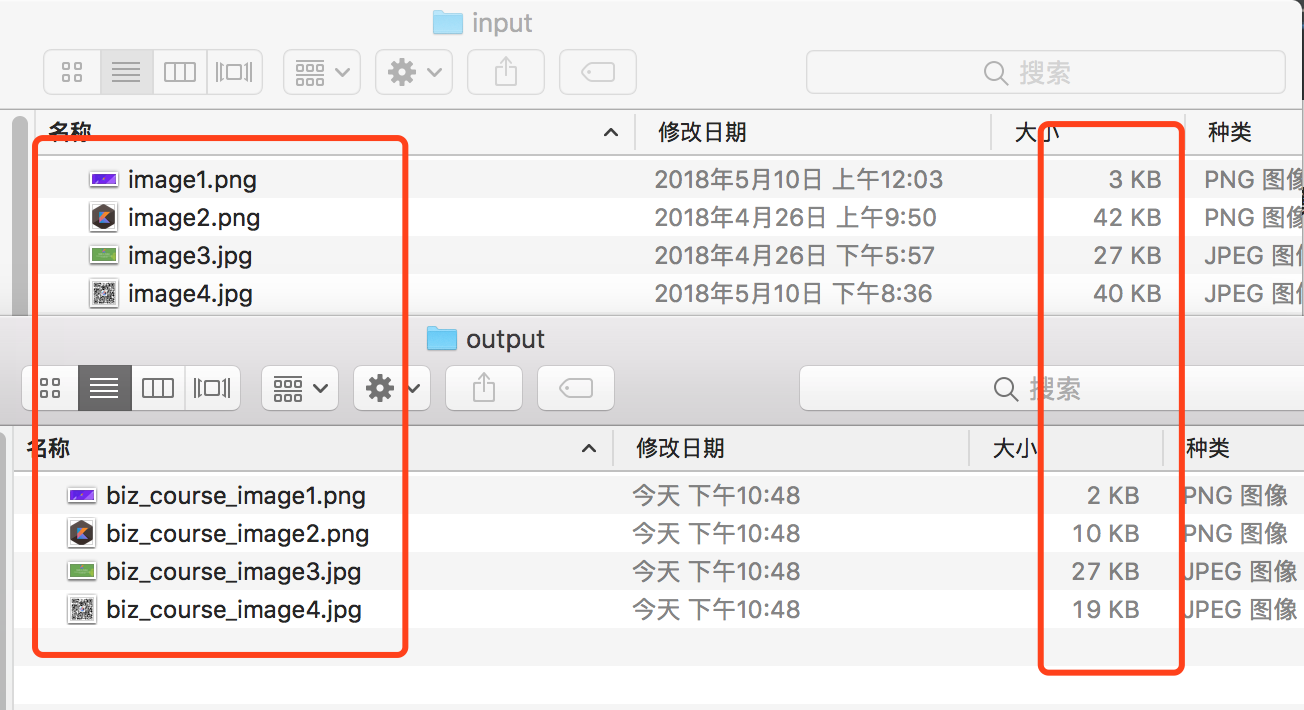 input
搜索
名称 修改日期 大小 种类
image1.png 2018年5月10日 上午12:03 3 KB PNG 图像
image2.png 2018年4月26日 上午9:50 42 KB PNG 图像
image3.jpg 2018年4月26日 下午5:57 27 KB JPEG 图像
image4.jpg 2018年5月10日 下午8:36 40 KB JPEG 图像
output
搜索
名称 修改日期 大小 种类
biz_course_image1.png 今天 下午10:48 2 KB PNG 图像
biz_course_image2.png 今天 下午10:48 10 KB PNG 图像
biz_course_image3.jpg 今天 下午10:48 27 KB JPEG 图像
biz_course_image4.jpg 今天 下午10:48 19 KB JPEG 图像